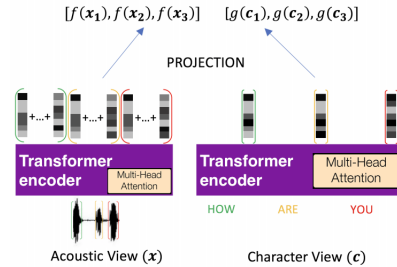 [f(x₁), f(x₂), f(x₃)] [g(c₁), g(c₂), g(c₃)]
PROJECTION
+...+ +...+ +...+
Transformer encoder
Multi-Head Attention
Transformer encoder
Multi-Head Attention
HOW ARE YOU
Acoustic View (x) Character View (c)